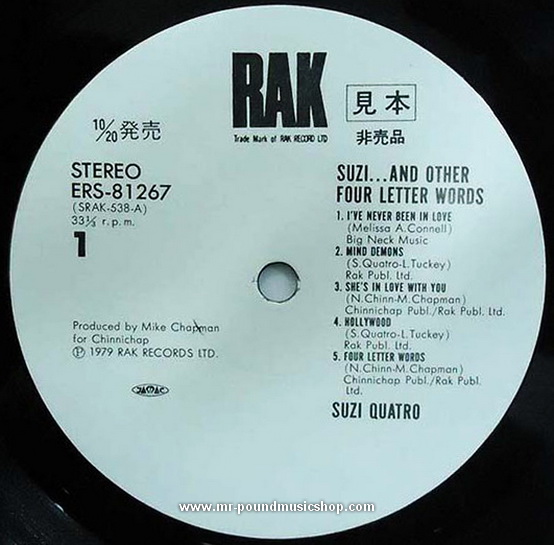 RAK
Trade Mark of RAK RECORD LTD
10/20 発売
見本
非売品
STEREO
ERS-81267
(SRAK-538-A)
33⅓ r.p.m.
1
SUZI...AND OTHER
FOUR LETTER WORDS
1. I'VE NEVER BEEN IN LOVE
(Melissa A.Connell)
Big Neck Music
2. MIND DEMONS
(S.Quatro-L.Tuckey)
Rak Publ. Ltd.
3. SHE'S IN LOVE WITH YOU
(N.Chinn-M.Chapman)
Chinnichap Publ./Rak Publ. Ltd.
4. HOLLYWOOD
(S.Quatro-L.Tuckey)
Rak Publ. Ltd.
5. FOUR LETTER WORDS
(N.Chinn-M.Chapman)
Chinnichap Publ./Rak Publ.
Ltd.
SUZI QUATRO
Produced by Mike Chapman
for Chinnichap
Ⓟ 1979 RAK RECORDS LTD.
JASRAC
www.mr-poundmusicshop.com